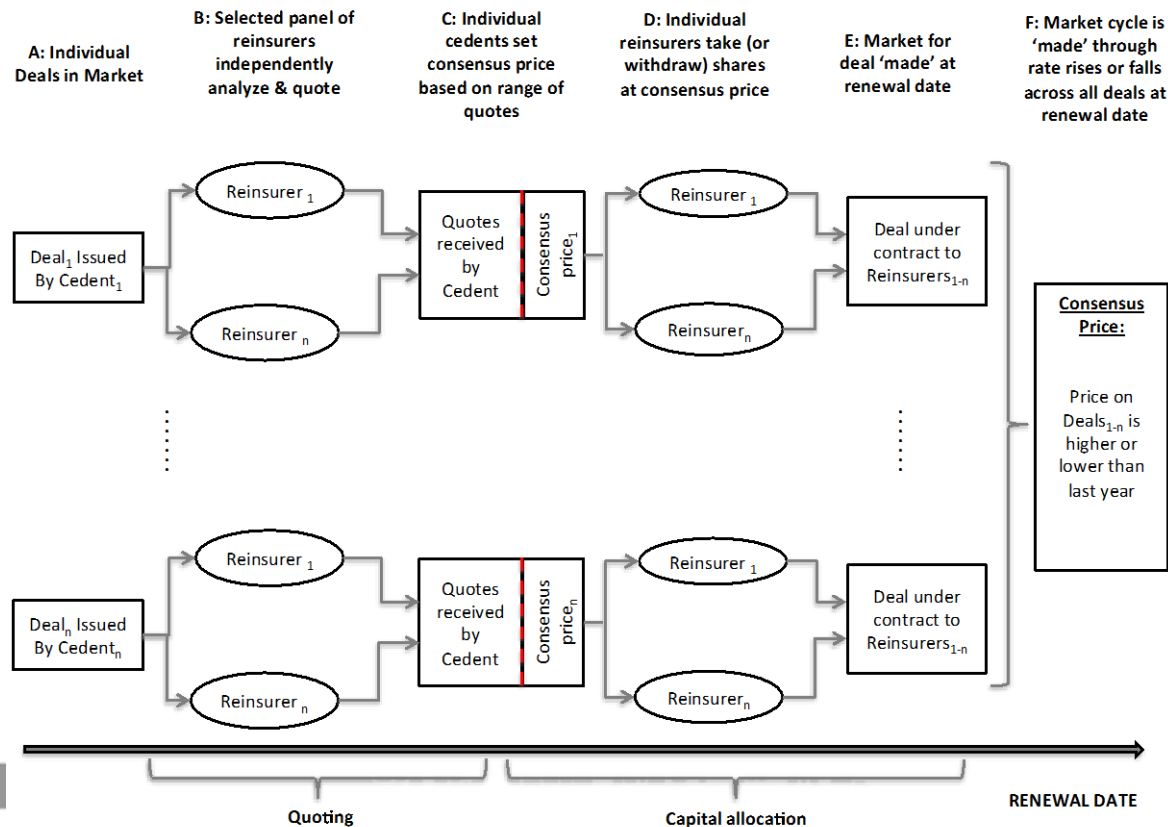 A: Individual
Deals in Market
B: Selected panel of
reinsurers
independently
analyze & quote
C: Individual
cedents set
consensus price
based on range of
quotes
D: Individual
reinsurers take (or
withdraw) shares
at consensus price
E: Market for
deal ‘made’ at
renewal date
F: Market cycle is
‘made’ through
rate rises or falls
across all deals at
renewal date
Deal1 Issued
By Cedent1
Reinsurer 1
Reinsurer n
Quotes
received
by
Cedent
Consensus
price1
Reinsurer 1
Reinsurern
Deal under
contract to
Reinsurers1-n
Consensus
Price:
Price on
Deals1-n is
higher or
lower than
last year
Dealn Issued
By Cedentn
Reinsurer 1
Reinsurer n
Quotes
received
by
Cedent
Consensus
pricen
Reinsurer 1
Reinsurern
Deal under
contract to
Reinsurers1-n
Quoting
Capital allocation
RENEWAL DATE